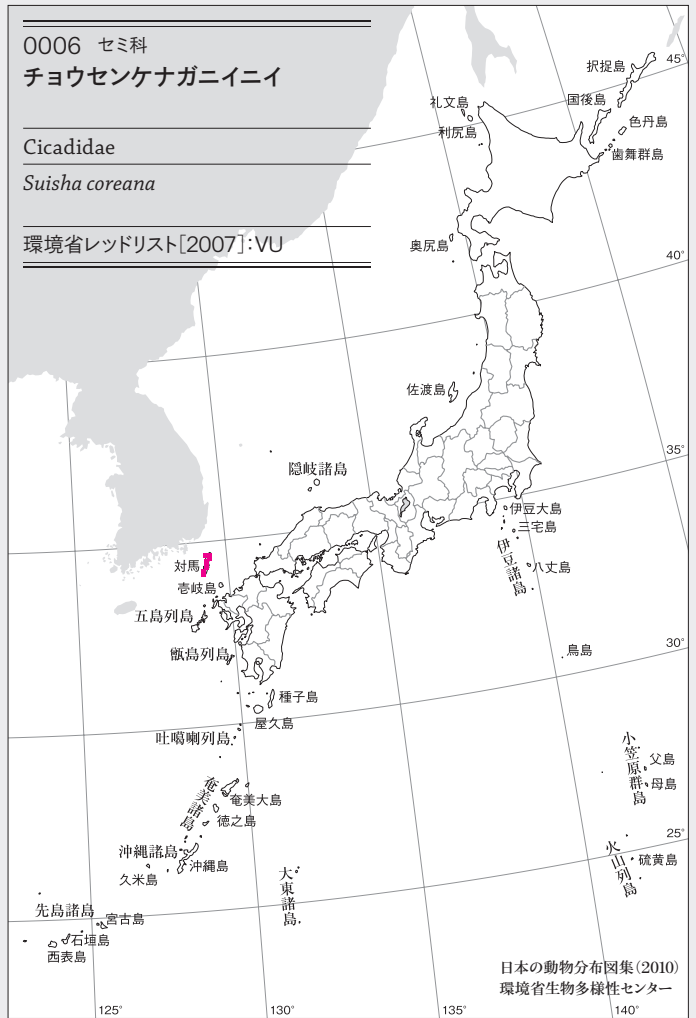 0006 セミ科
チョウセンケナガニイニイ
Cicadidae
Suisha coreana
環境省レッドリスト[2007]:VU
45°
択捉島
礼文島
国後島
色丹島
利尻島
歯舞群島
奥尻島
40°
佐渡島
35°
隠岐諸島
伊豆大島
三宅島
伊豆諸島
八丈島
対馬
壱岐島
五島列島
甑島列島
鳥島
30°
種子島
屋久島
吐噶喇列島
小笠原群島
父島
母島
奄美諸島
奄美大島
徳之島
25°
沖縄諸島
沖縄島
久米島
火山列島
硫黄島
大東諸島
先島諸島
宮古島
石垣島
西表島
日本の動物分布図集(2010)
環境省生物多様性センター
125°
130°
135°
140°